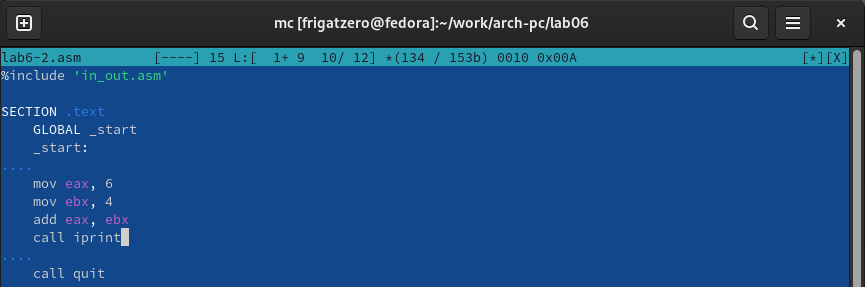 mc [frigatzero@fedora]:~/work/arch-pc/lab06
lab6-2.asm [----] 15 L:[ 1+ 9 10/ 12] *(134 / 153b) 0010 0x00A [*][X]
%include 'in_out.asm'
SECTION .text
GLOBAL _start
_start:
....
mov eax, 6
mov ebx, 4
add eax, ebx
call iprint
....
call quit